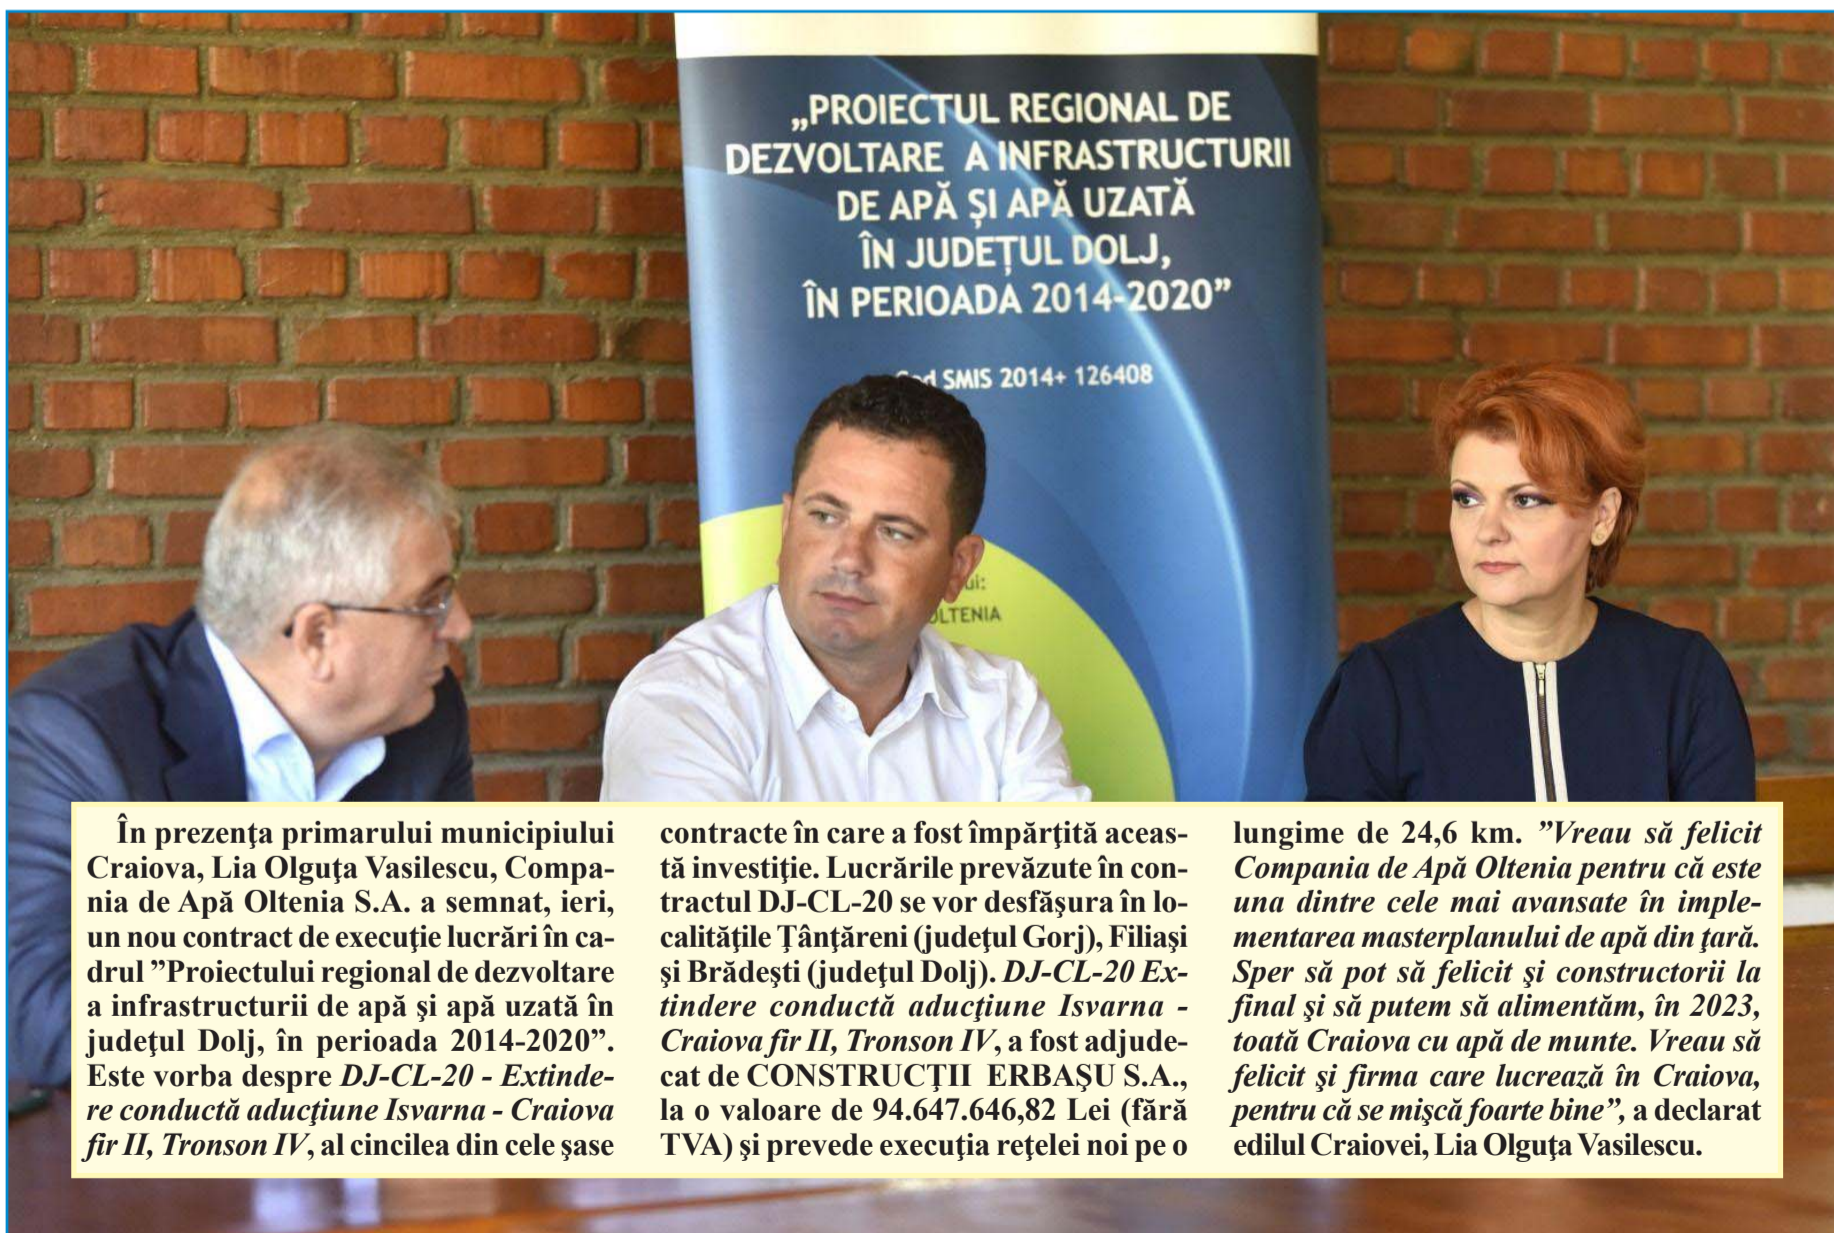 „PROIECTUL REGIONAL DE
DEZVOLTARE A INFRASTRUCTURII
DE APĂ ȘI APĂ UZATĂ
ÎN JUDEȚUL DOLJ,
ÎN PERIOADA 2014-2020”
SMIS 2014+ 126408
În prezenţa primarului municipiului
Craiova, Lia Olguţa Vasilescu, Compa-
nia de Apă Oltenia S.A. a semnat, ieri,
un nou contract de execuţie lucrări în ca-
drul ”Proiectului regional de dezvoltare
a infrastructurii de apă şi apă uzată în
judeţul Dolj, în perioada 2014-2020”.
Este vorba despre DJ-CL-20 - Extinde-
re conductă aducţiune Isvarna - Craiova
fir II, Tronson IV, al cincilea din cele şase
contracte în care a fost împărţită aceas-
tă investiţie. Lucrările prevăzute în con-
tractul DJ-CL-20 se vor desfăşura în lo-
calităţile Ţânţăreni (judeţul Gorj), Filiaşi
şi Brădeşti (judeţul Dolj). DJ-CL-20 Ex-
tindere conductă aducţiune Isvarna -
Craiova fir II, Tronson IV, a fost adjude-
cat de CONSTRUCŢII ERBAŞU S.A.,
la o valoare de 94.647.646,82 Lei (fără
TVA) şi prevede execuţia reţelei noi pe o
lungime de 24,6 km. ”Vreau să felicit
Compania de Apă Oltenia pentru că este
una dintre cele mai avansate în imple-
mentarea masterplanului de apă din ţară.
Sper să pot să felicit şi constructorii la
final şi să putem să alimentăm, în 2023,
toată Craiova cu apă de munte. Vreau să
felicit şi firma care lucrează în Craiova,
pentru că se mişcă foarte bine”, a declarat
edilul Craiovei, Lia Olguţa Vasilescu.